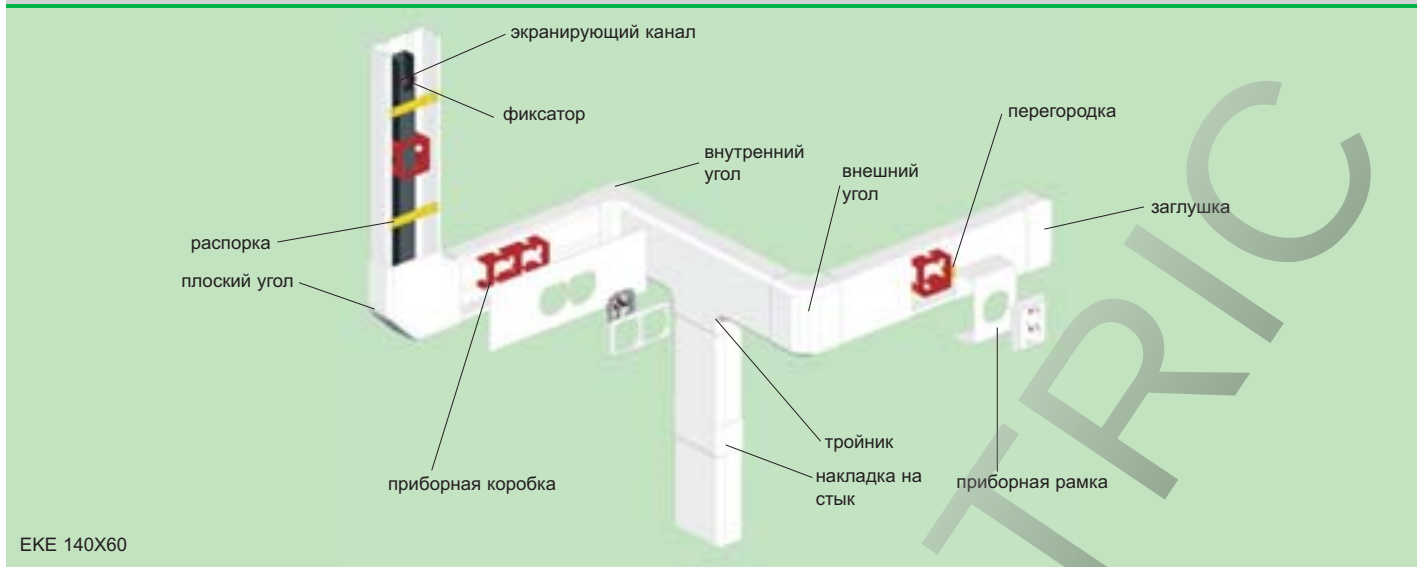 экранирующий канал
фиксатор
перегородка
внутренний
угол
внешний
угол
заглушка
распорка
плоский угол
тройник
накладка на
стык
приборная коробка
приборная рамка
EKE 140X60
TRIC